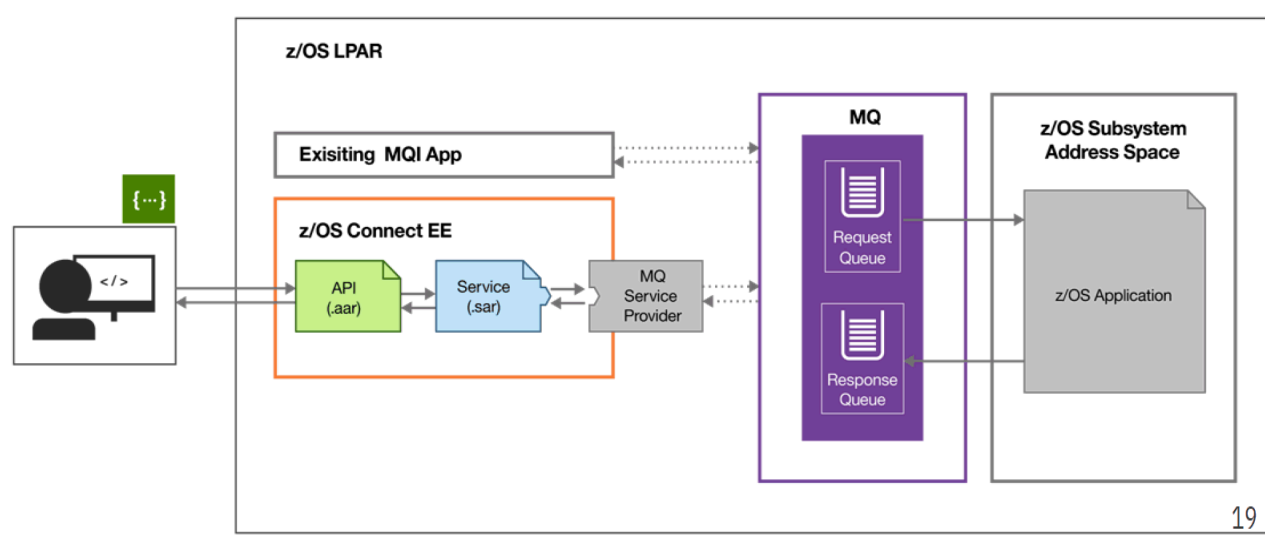 z/OS LPAR
Exisiting MQI App
{...}
</>
z/OS Connect EE
API
(.aar)
Service
(.sar)
MQ
Service
Provider
MQ
Request
Queue
Response
Queue
z/OS Subsystem
Address Space
z/OS Application
19